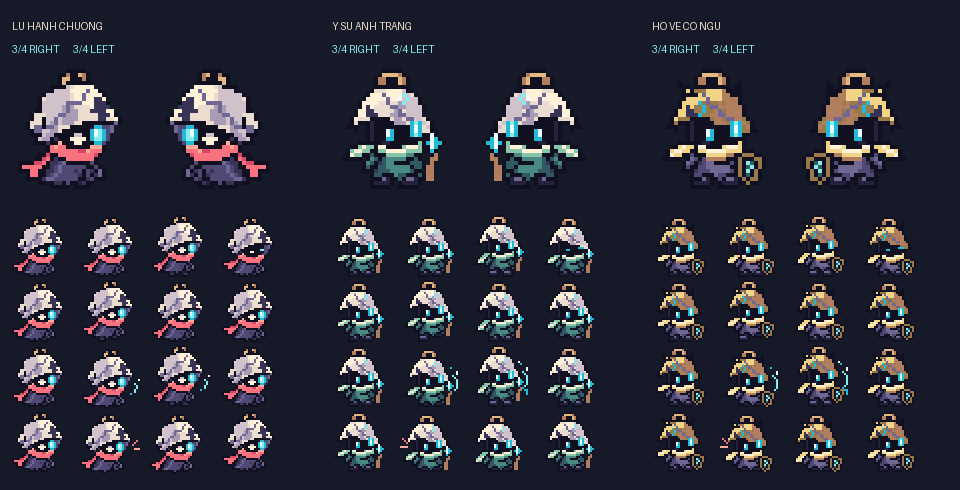 LU HANH CHUONG
3/4 RIGHT 3/4 LEFT
Y SU ANH TRANG
3/4 RIGHT 3/4 LEFT
HO VE CO NGU
3/4 RIGHT 3/4 LEFT